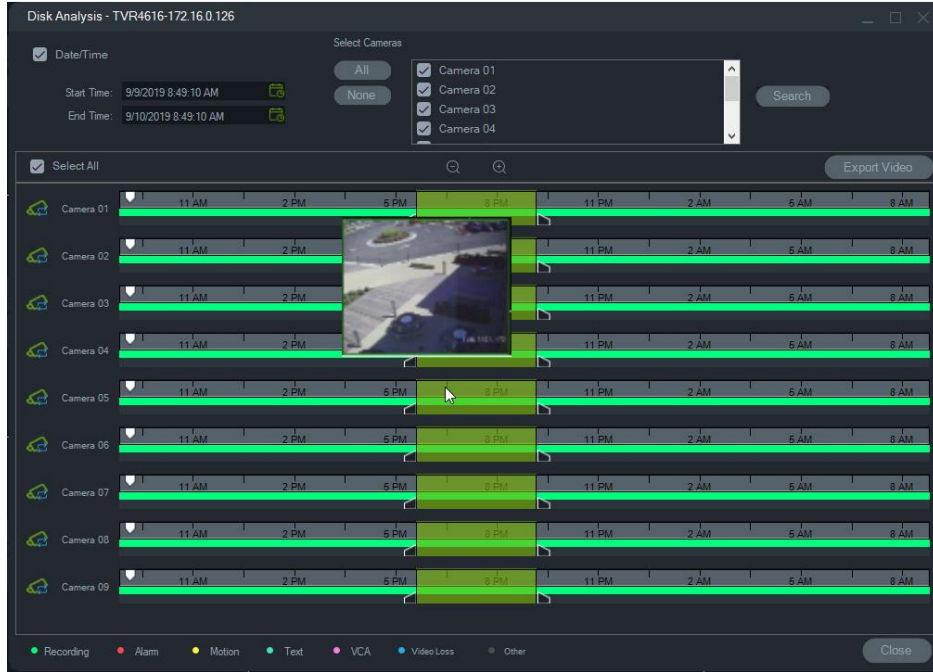 Disk Analysis - TVR4616-172.16.0.126
Date/Time
Start Time: 9/9/2019 8:49:10 AM
End Time: 9/10/2019 8:49:10 AM
Select Cameras
All
None
Camera 01
Camera 02
Camera 03
Camera 04
Search
Select All
Export Video
Camera 01 11 AM 2 PM 5 PM 8 PM 11 PM 2 AM 5 AM 8 AM
Camera 02 11 AM 2 PM 11 PM 2 AM 5 AM 8 AM
Camera 03 11 AM 2 PM 11 PM 2 AM 5 AM 8 AM
Camera 04 11 AM 2 PM 11 PM 2 AM 5 AM 8 AM
Camera 05 11 AM 2 PM 5 PM 8 PM 11 PM 2 AM 5 AM 8 AM
Camera 06 11 AM 2 PM 5 PM 8 PM 11 PM 2 AM 5 AM 8 AM
Camera 07 11 AM 2 PM 5 PM 8 PM 11 PM 2 AM 5 AM 8 AM
Camera 08 11 AM 2 PM 5 PM 8 PM 11 PM 2 AM 5 AM 8 AM
Camera 09 11 AM 2 PM 5 PM 8 PM 11 PM 2 AM 5 AM 8 AM
Recording Alarm Motion Text VCA Video Loss Other
Close